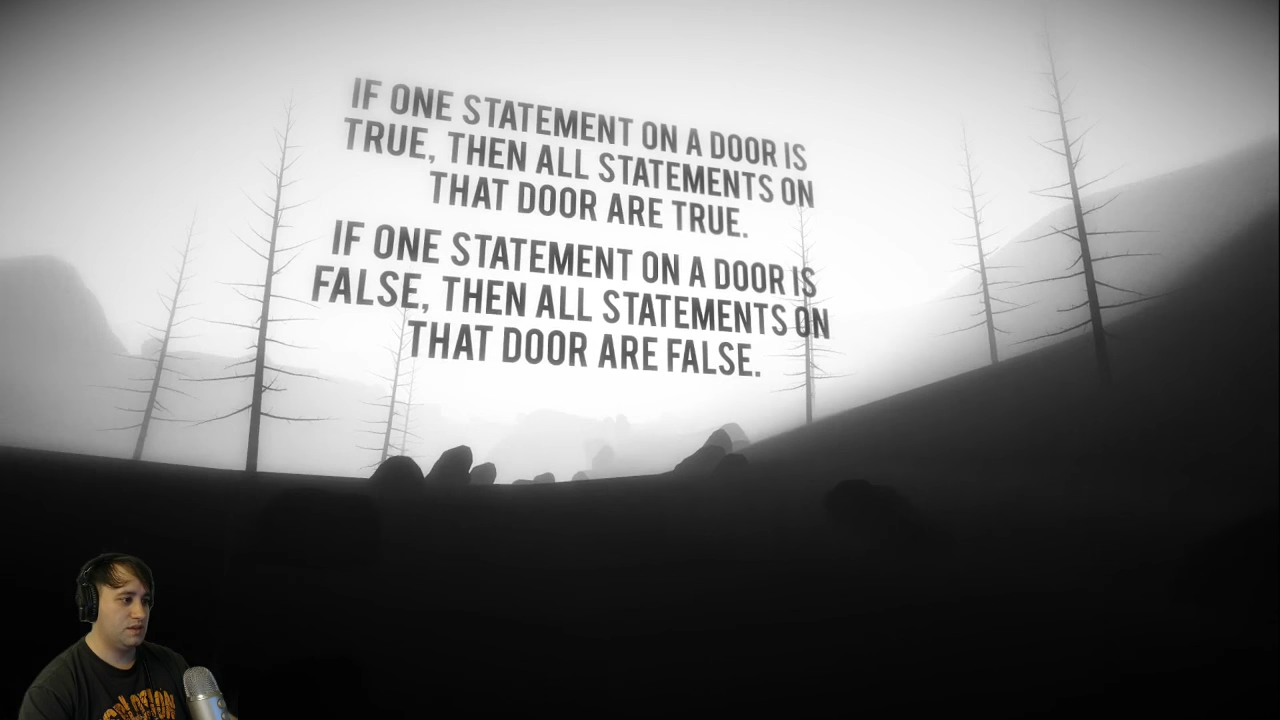 IF ONE STATEMENT ON A DOOR IS
TRUE, THEN ALL STATEMENTS ON
THAT DOOR ARE TRUE.
IF ONE STATEMENT ON A DOOR IS
FALSE, THEN ALL STATEMENTS ON
THAT DOOR ARE FALSE.